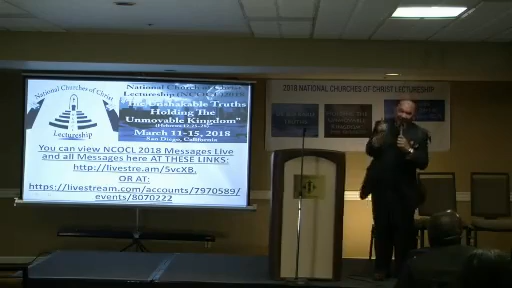 National Churches of Christ
Lectureship
National Churches of Christ
Lectureship (NCOCL) 2018
"The Unshakable Truths
Holding The
Unmovable Kingdom"
March 11-15, 2018
San Diego, California
You can view NCOCL 2018 Messages Live
and all Messages here AT THESE LINKS:
http://livestre.am/5vcXB.
OR AT:
https://livestream.com/accounts/7970589/
events/8070222
2018 NATIONAL CHURCHES OF CHRIST LECTURESHIP